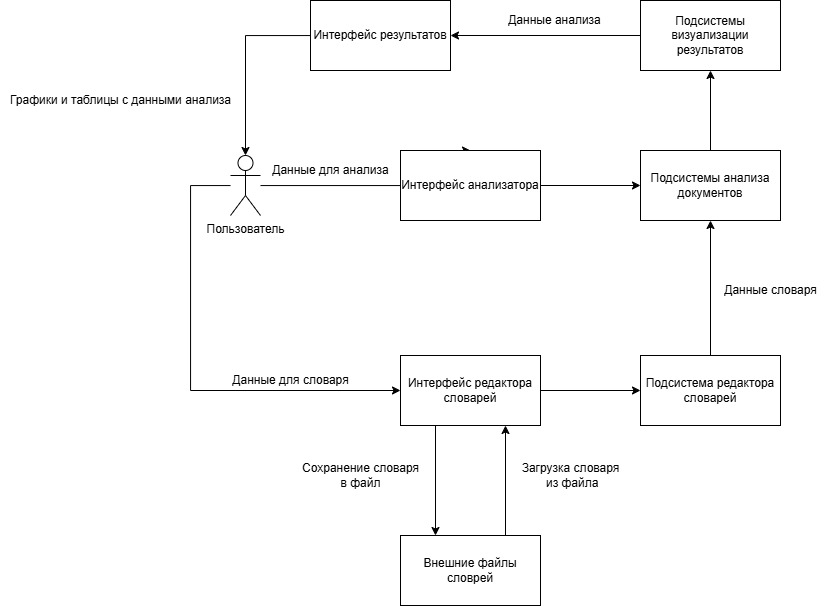 Данные анализа
Интерфейс результатов
Подсистемы
визуализации
результатов
Графики и таблицы с данными анализа
Данные для анализа
Интерфейс анализатора
Подсистемы анализа
документов
Пользователь
Данные словаря
Данные для словаря
Интерфейс редактора
словарей
Подсистема редактора
словарей
Сохранение словаря
в файл
Загрузка словаря
из файла
Внешние файлы
словрей